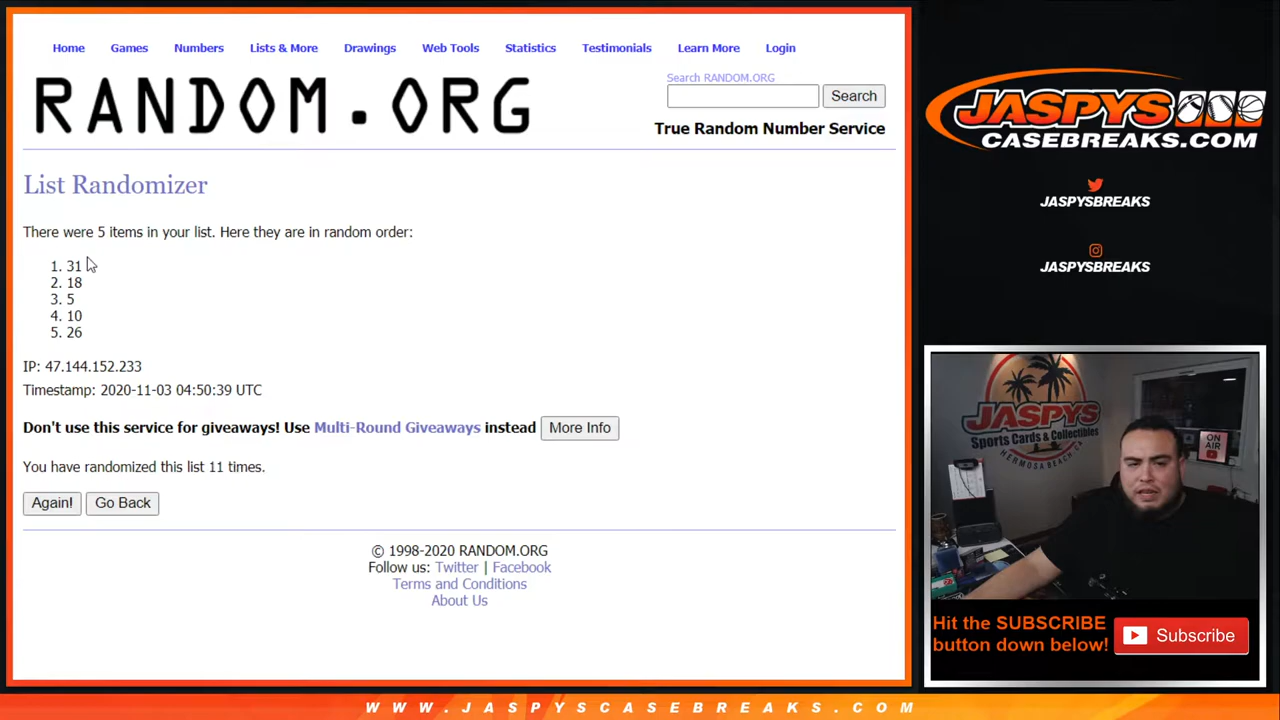 Home Games Numbers Lists & More Drawings Web Tools Statistics Testimonials Learn More Login
RANDOM.ORG
Search RANDOM.ORG
Search
True Random Number Service
List Randomizer
There were 5 items in your list. Here they are in random order:
1. 31
2. 18
3. 5
4. 10
5. 26
IP: 47.144.152.233
Timestamp: 2020-11-03 04:50:39 UTC
Don't use this service for giveaways! Use Multi-Round Giveaways instead More Info
You have randomized this list 11 times.
Again! Go Back
© 1998-2020 RANDOM.ORG
Follow us: Twitter | Facebook
Terms and Conditions
About Us
JASPYS
CASEBREAKS.COM
JASPYSBREAKS
JASPYSBREAKS
JASPYS
Sports Cards & Collectibles
HERMOSA BEACH, CA
ON AIR
Hit the SUBSCRIBE
button down below!
Subscribe
WWW.JASPYSCASEBREAKS.COM